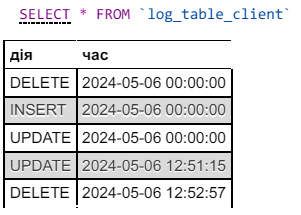 SELECT * FROM `log_table_client`
дія час
DELETE 2024-05-06 00:00:00
INSERT 2024-05-06 00:00:00
UPDATE 2024-05-06 00:00:00
UPDATE 2024-05-06 12:51:15
DELETE 2024-05-06 12:52:57